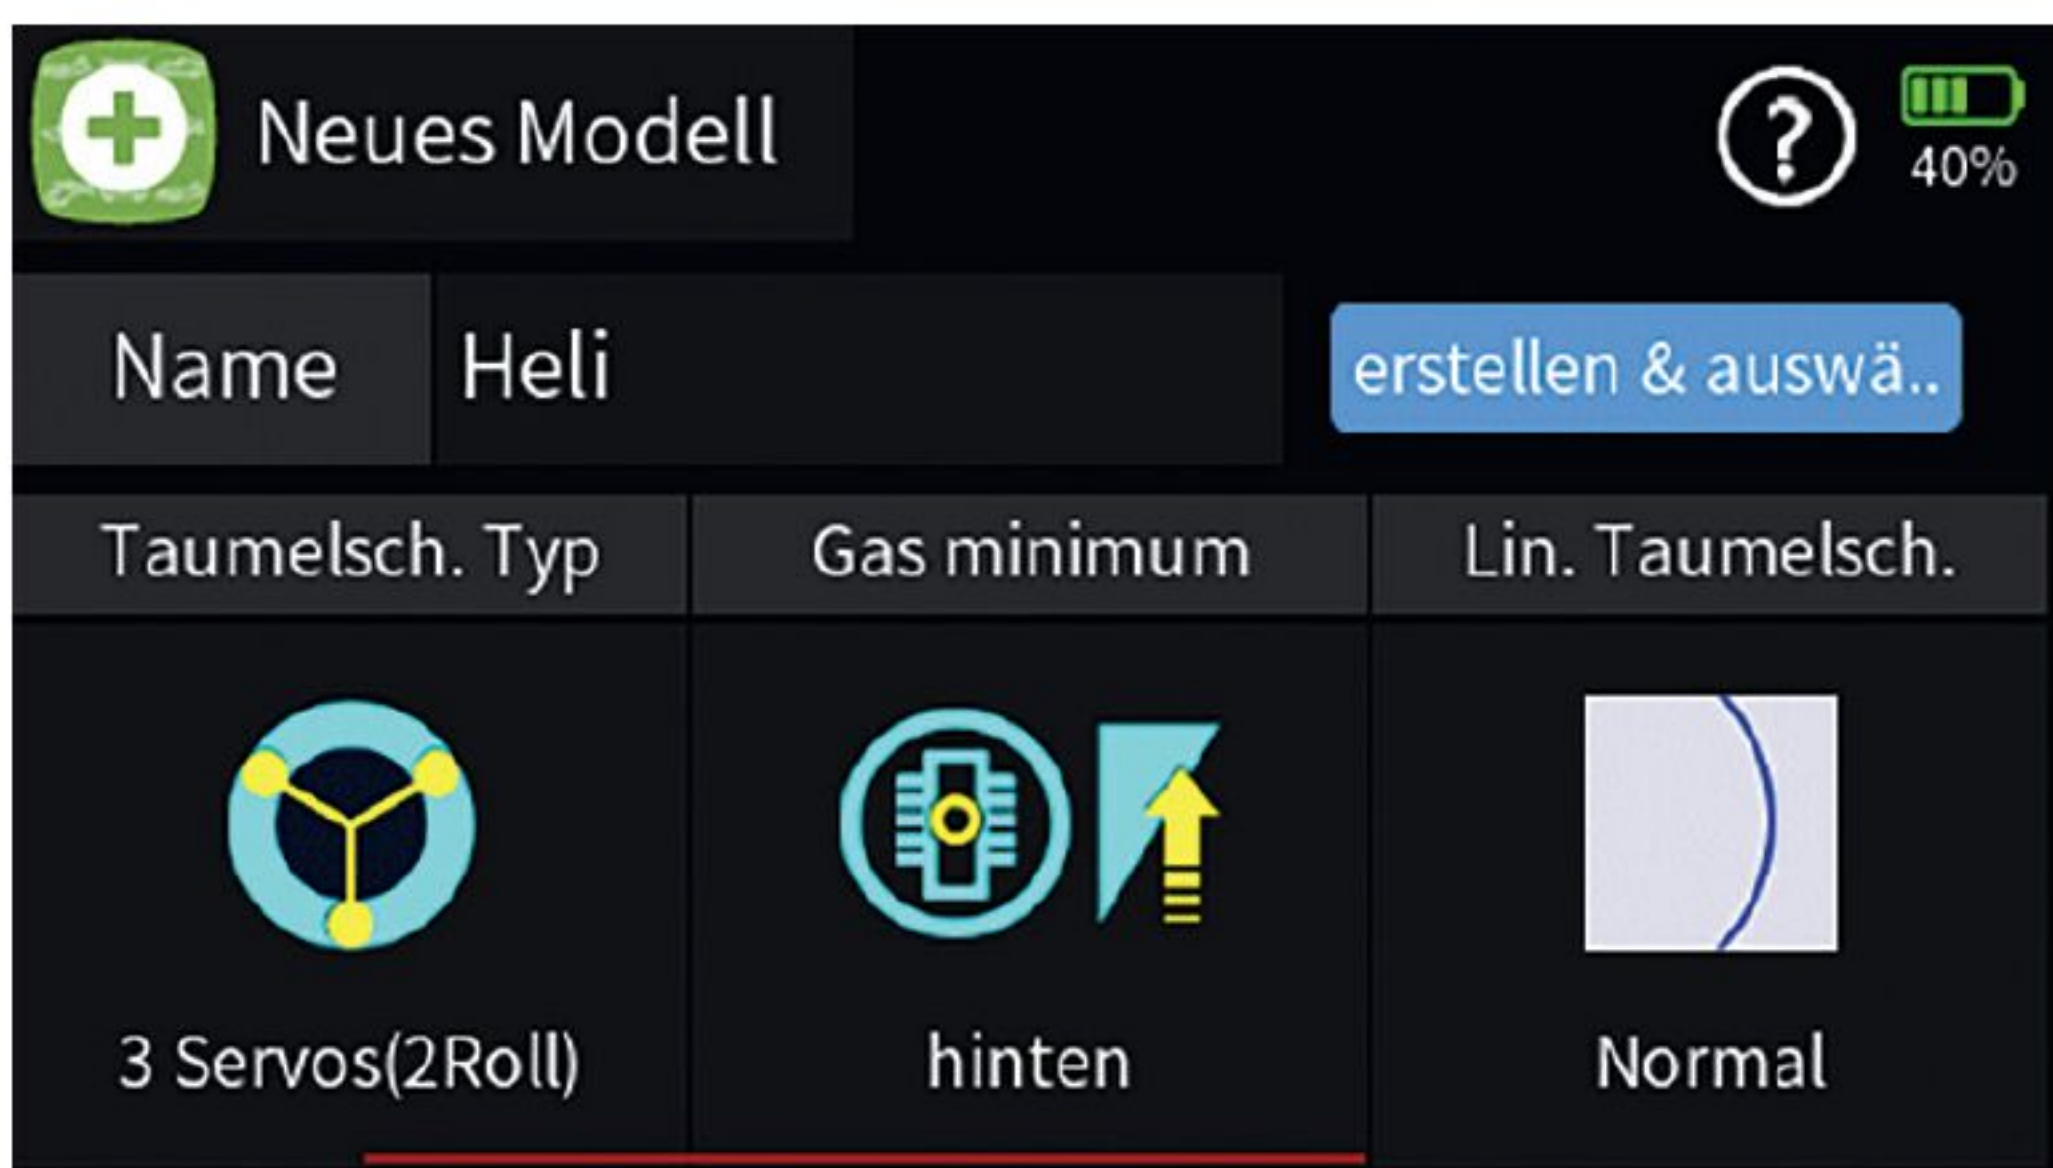 Neues Modell
?
40%
Name
Heli
erstellen & auswä..
Taumelsch. Typ
Gas minimum
Lin. Taumelsch.
3 Servos(2Roll)
hinten
Normal